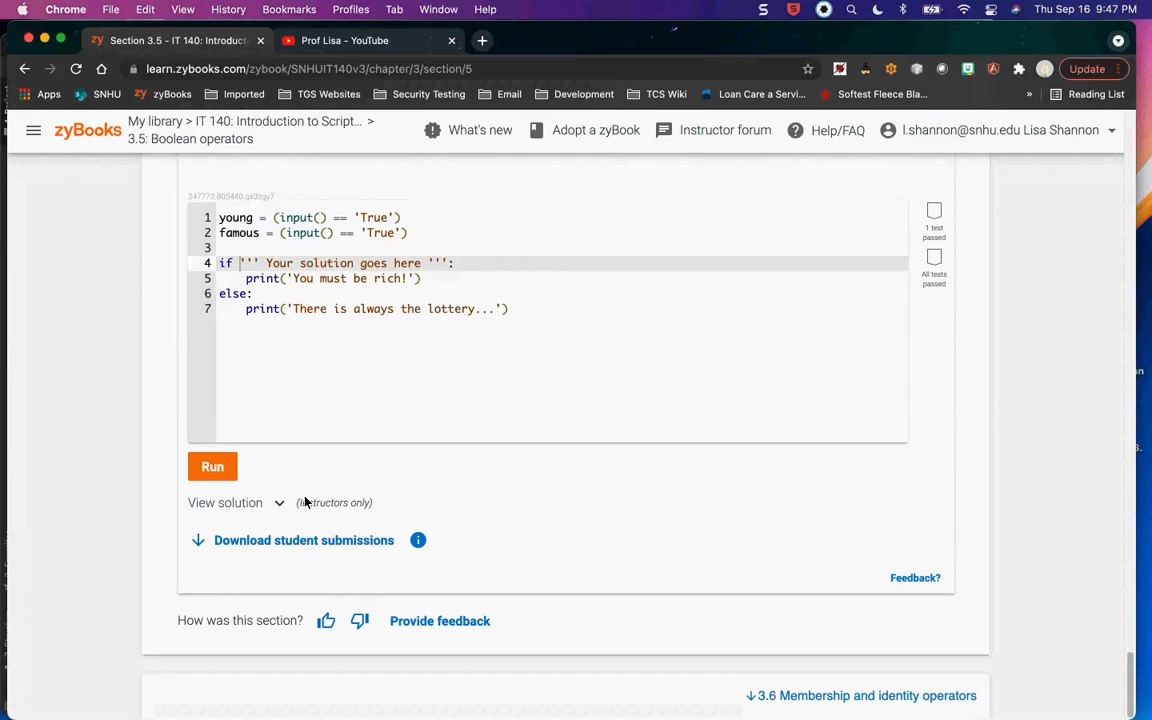 Chrome File Edit View History Bookmarks Profiles Tab Window Help Thu Sep 16 9:47 PM
zy Section 3.5 - IT 140: Introducti Prof Lisa - YouTube
learn.zybooks.com/zybook/SNHUIT140v3/chapter/3/section/5 Update
Apps SNHU zyBooks Imported TGS Websites Security Testing Email Development TCS Wiki Loan Care a Servi... Softest Fleece Bla... » Reading List
zyBooks My library > IT 140: Introduction to Script... > What's new Adopt a zyBook Instructor forum Help/FAQ l.shannon@snhu.edu Lisa Shannon
3.5: Boolean operators
1 young = (input() == 'True')
2 famous = (input() == 'True')
3
4 if ''' Your solution goes here ''':
5 print('You must be rich!')
6 else:
7 print('There is always the lottery...')
1 test
passed
All tests
passed
Run
View solution (Instructors only)
Download student submissions
Feedback?
How was this section? Provide feedback
3.6 Membership and identity operators